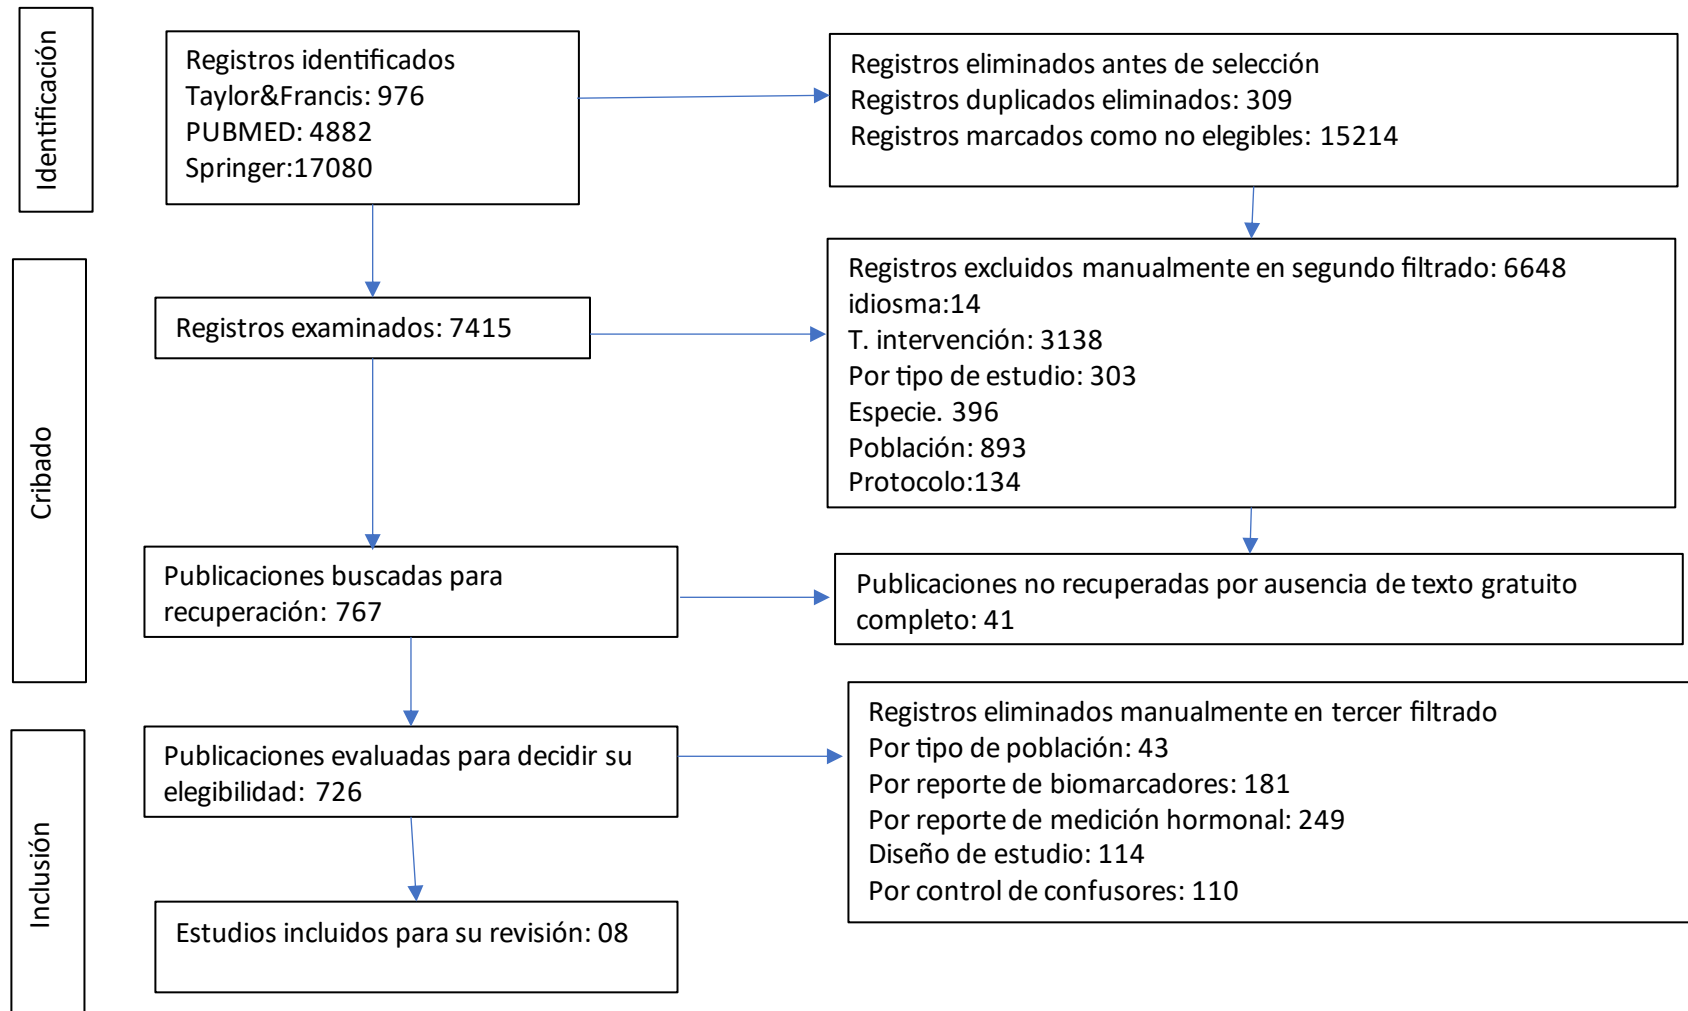 Identificación
Registros identificados
Taylor&Francis: 976
PUBMED: 4882
Springer:17080
Registros eliminados antes de selección
Registros duplicados eliminados: 309
Registros marcados como no elegibles: 15214
Cribado
Registros examinados: 7415
Registros excluidos manualmente en segundo filtrado: 6648
idiosma:14
T. intervención: 3138
Por tipo de estudio: 303
Especie. 396
Población: 893
Protocolo:134
Publicaciones buscadas para
recuperación: 767
Publicaciones no recuperadas por ausencia de texto gratuito
completo: 41
Inclusión
Publicaciones evaluadas para decidir su
elegibilidad: 726
Registros eliminados manualmente en tercer filtrado
Por tipo de población: 43
Por reporte de biomarcadores: 181
Por reporte de medición hormonal: 249
Diseño de estudio: 114
Por control de confusores: 110
Estudios incluidos para su revisión: 08